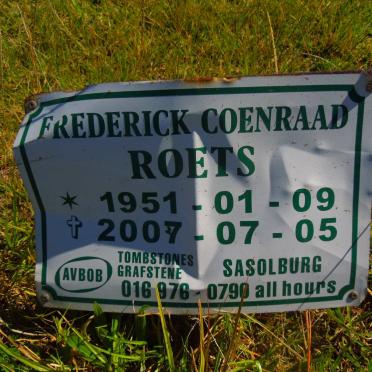 FREDERICK COENRAAD
ROETS
1951 - 01 - 09
2007 - 07 - 05
AVBOB
TOMBSTONES
GRAFSTENE
SASOLBURG
016 976 - 0790 all hours